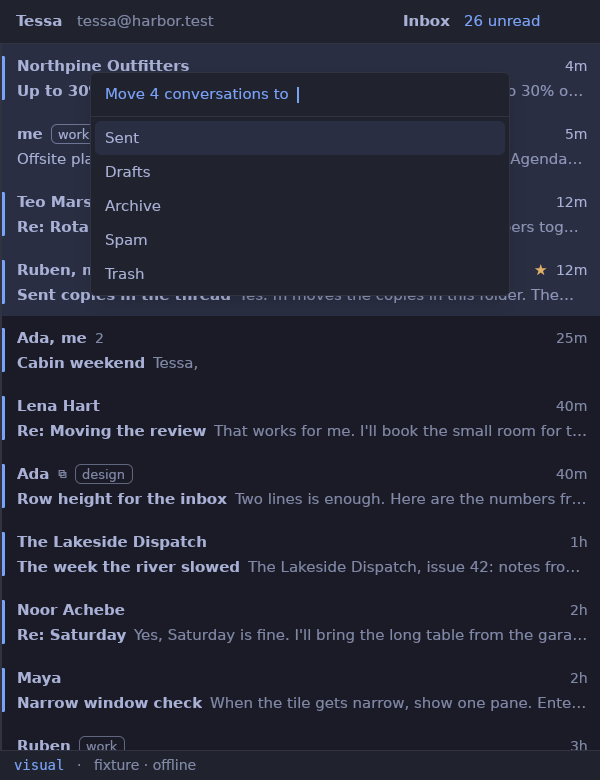 Tessa tessa@harbor.test Inbox 26 unread
Northpine Outfitters 4m
Move 4 conversations to
Up to 30% o…
me work 5m
Sent
Offsite Agenda…
Drafts
Teo 12m
Archive
Re: tog…
Spam
Ruben, ★ 12m
Trash
Sent copies in the thread Yes. m moves the copies in this folder. The…
Ada, me 2 25m
Cabin weekend Tessa,
Lena Hart 40m
Re: Moving the review That works for me. I'll book the small room for t…
Ada design 40m
Row height for the inbox Two lines is enough. Here are the numbers fr…
The Lakeside Dispatch 1h
The week the river slowed The Lakeside Dispatch, issue 42: notes fro…
Noor Achebe 2h
Re: Saturday Yes, Saturday is fine. I'll bring the long table from the gara…
Maya 2h
Narrow window check When the tile gets narrow, show one pane. Ente…
Ruben work 3h
visual · fixture · offline